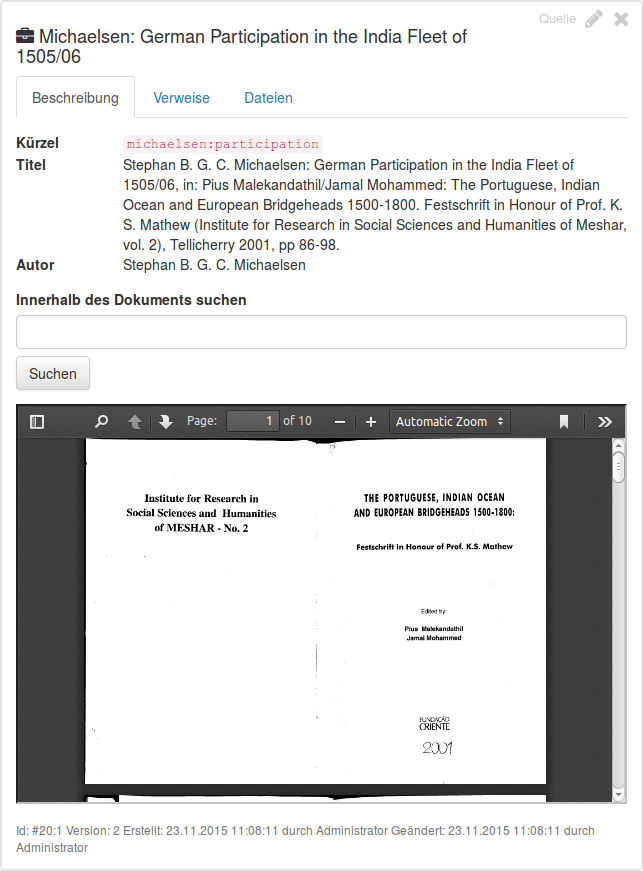 Quelle
Michaelsen: German Participation in the India Fleet of
1505/06
Beschreibung Verweise Dateien
Kürzel michaelsen:participation
Titel Stephan B. G. C. Michaelsen: German Participation in the India Fleet of
1505/06, in: Pius Malekandathil/Jamal Mohammed: The Portuguese, Indian
Ocean and European Bridgeheads 1500-1800. Festschrift in Honour of Prof. K.
S. Mathew (Institute for Research in Social Sciences and Humanities of Meshar,
vol. 2), Tellicherry 2001, pp 86-98.
Autor Stephan B. G. C. Michaelsen
Innerhalb des Dokuments suchen
Suchen
Page: 1 of 10 Automatic Zoom
Institute for Research in
Social Sciences and Humanities
of MESHAR - No. 2
THE PORTUGUESE, INDIAN OCEAN
AND EUROPEAN BRIDGEHEADS 1500-1800:
Festschrift in Honour of Prof. K.S. Mathew
Edited by:
Pius Malekandathil
Jamal Mohammed
FUNDAÇÃO
ORIENTE
2001
Id: #20:1 Version: 2 Erstellt: 23.11.2015 11:08:11 durch Administrator Geändert: 23.11.2015 11:08:11 durch
Administrator